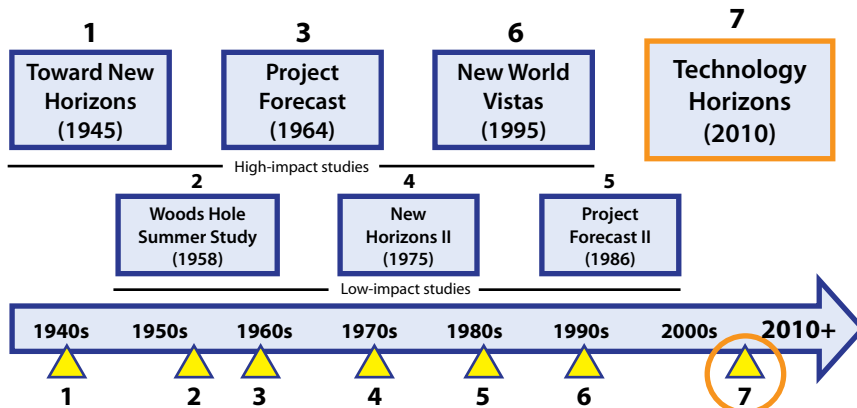 1
3
6
7
Toward New
Horizons
(1945)
Project
Forecast
(1964)
New World
Vistas
(1995)
Technology
Horizons
(2010)
High-impact studies
2
4
5
Woods Hole
Summer Study
(1958)
New
Horizons II
(1975)
Project
Forecast II
(1986)
Low-impact studies
1940s 1950s 1960s 1970s 1980s 1990s 2000s 2010+
1 2 3 4 5 6 7